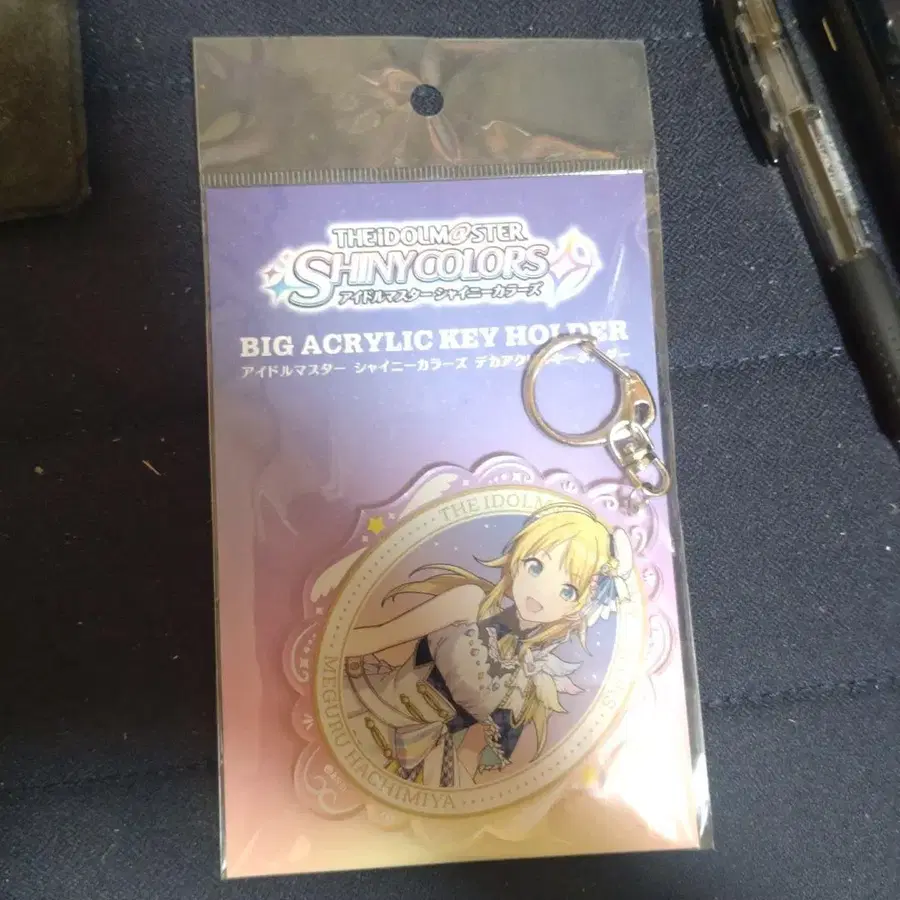 THE iDOLM@STER
SHINY COLORS
アイドルマスター シャイニーカラーズ
BIG ACRYLIC KEY HOLDER
アイドルマスター シャイニーカラーズ デカアクリルキーホルダー
THE IDOLM
MEGURU HACHIMIYA